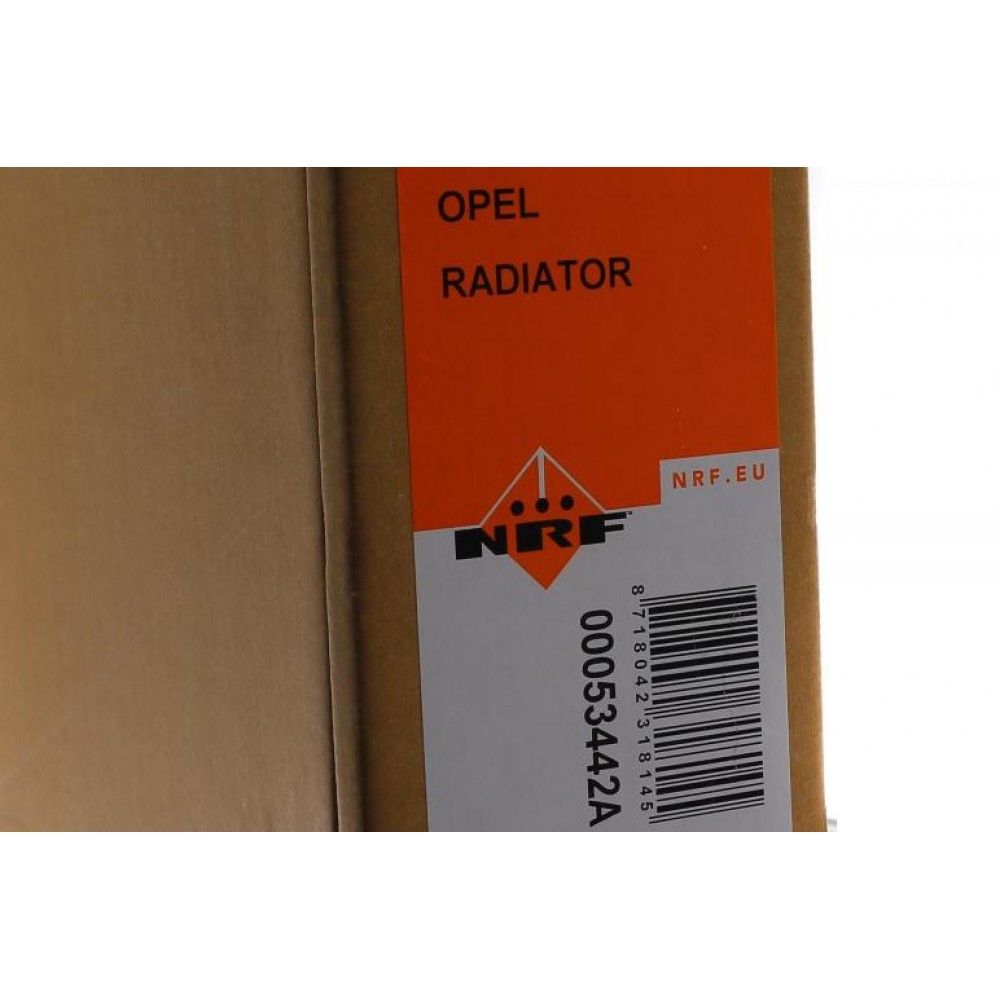 OPEL
RADIATOR
NRF.EU
NRF
00053442A
8718042318145